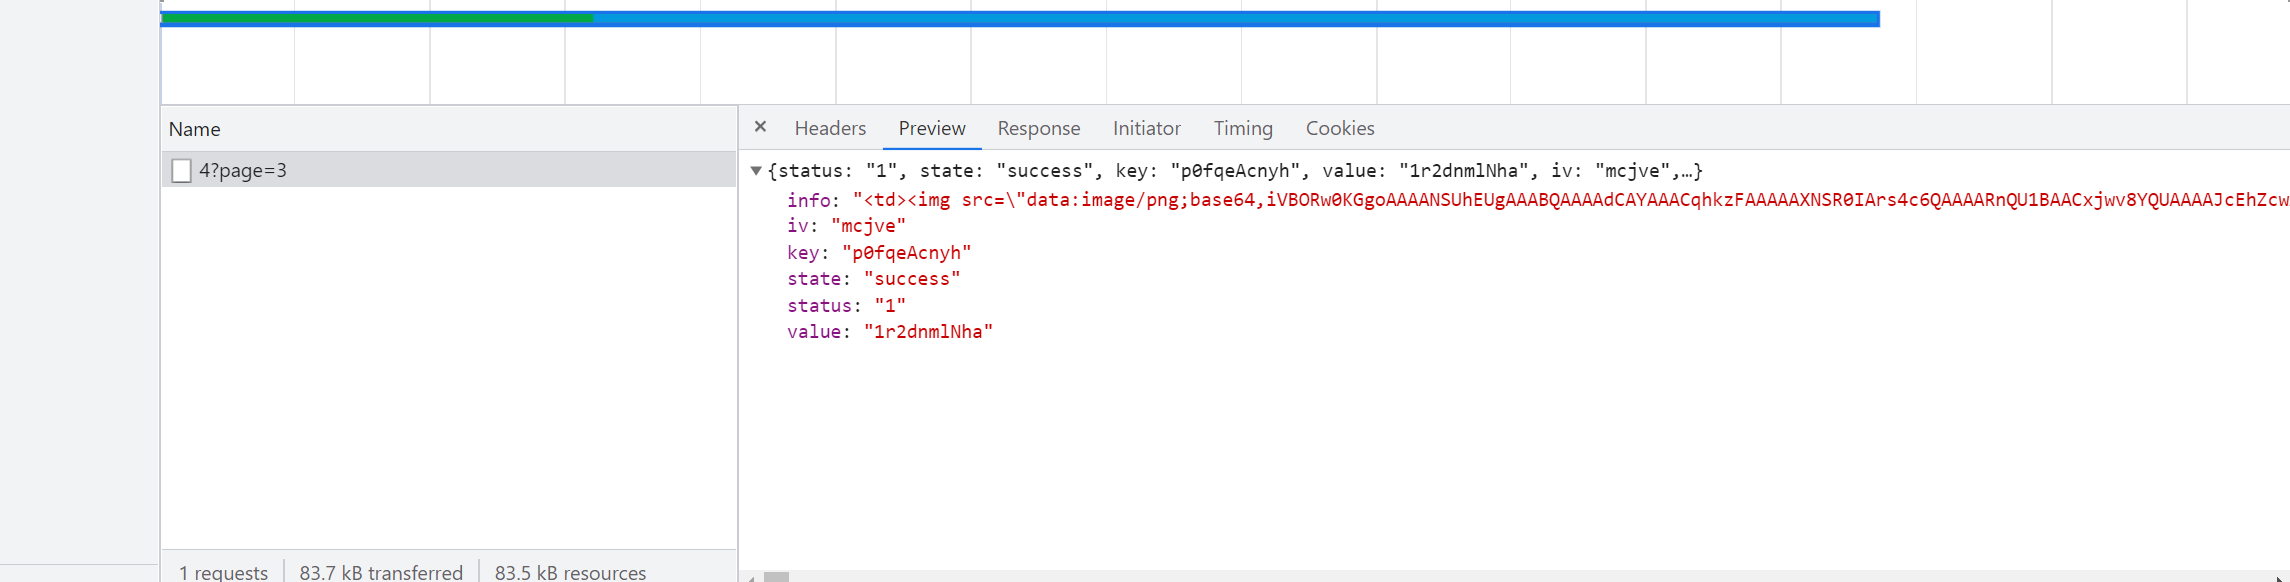 Name
4?page=3
1 requests 83.7 kB transferred 83.5 kB resources
× Headers Preview Response Initiator Timing Cookies
▼{status: "1", state: "success", key: "p0fqeAcnyh", value: "1r2dnmlNha", iv: "mcjve",…}
info: "<td><img src=\"data:image/png;base64,iVBORw0KGgoAAAANSUhEUgAAABQAAAAdCAYAAACqhkzFAAAAAXNSR0IArs4c6QAAAARnQU1BAACxjwv8YQUAAAAJcEhZcw
iv: "mcjve"
key: "p0fqeAcnyh"
state: "success"
status: "1"
value: "1r2dnmlNha"